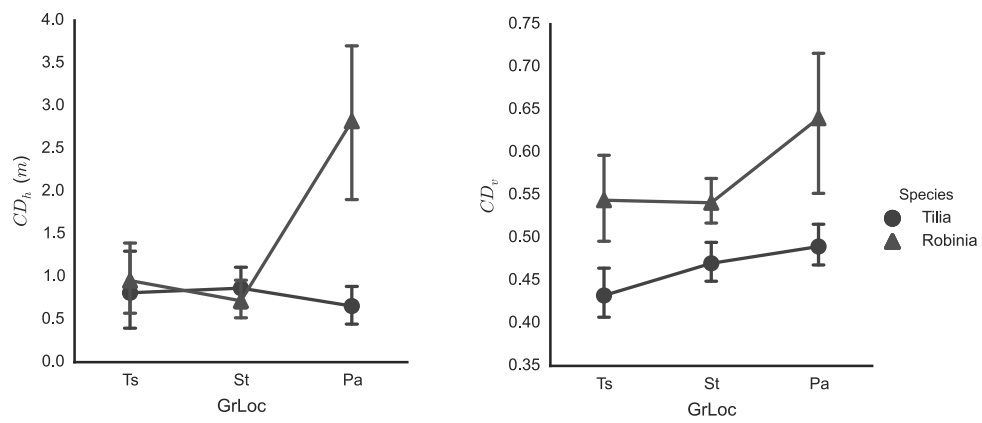 4.0
3.5
3.0
2.5
2.0
1.5
1.0
0.5
0.0
CD_h (m)
Ts St Pa
GrLoc
0.75
0.70
0.65
0.60
0.55
0.50
0.45
0.40
0.35
CD_v
Ts St Pa
GrLoc
Species
Tilia
Robinia